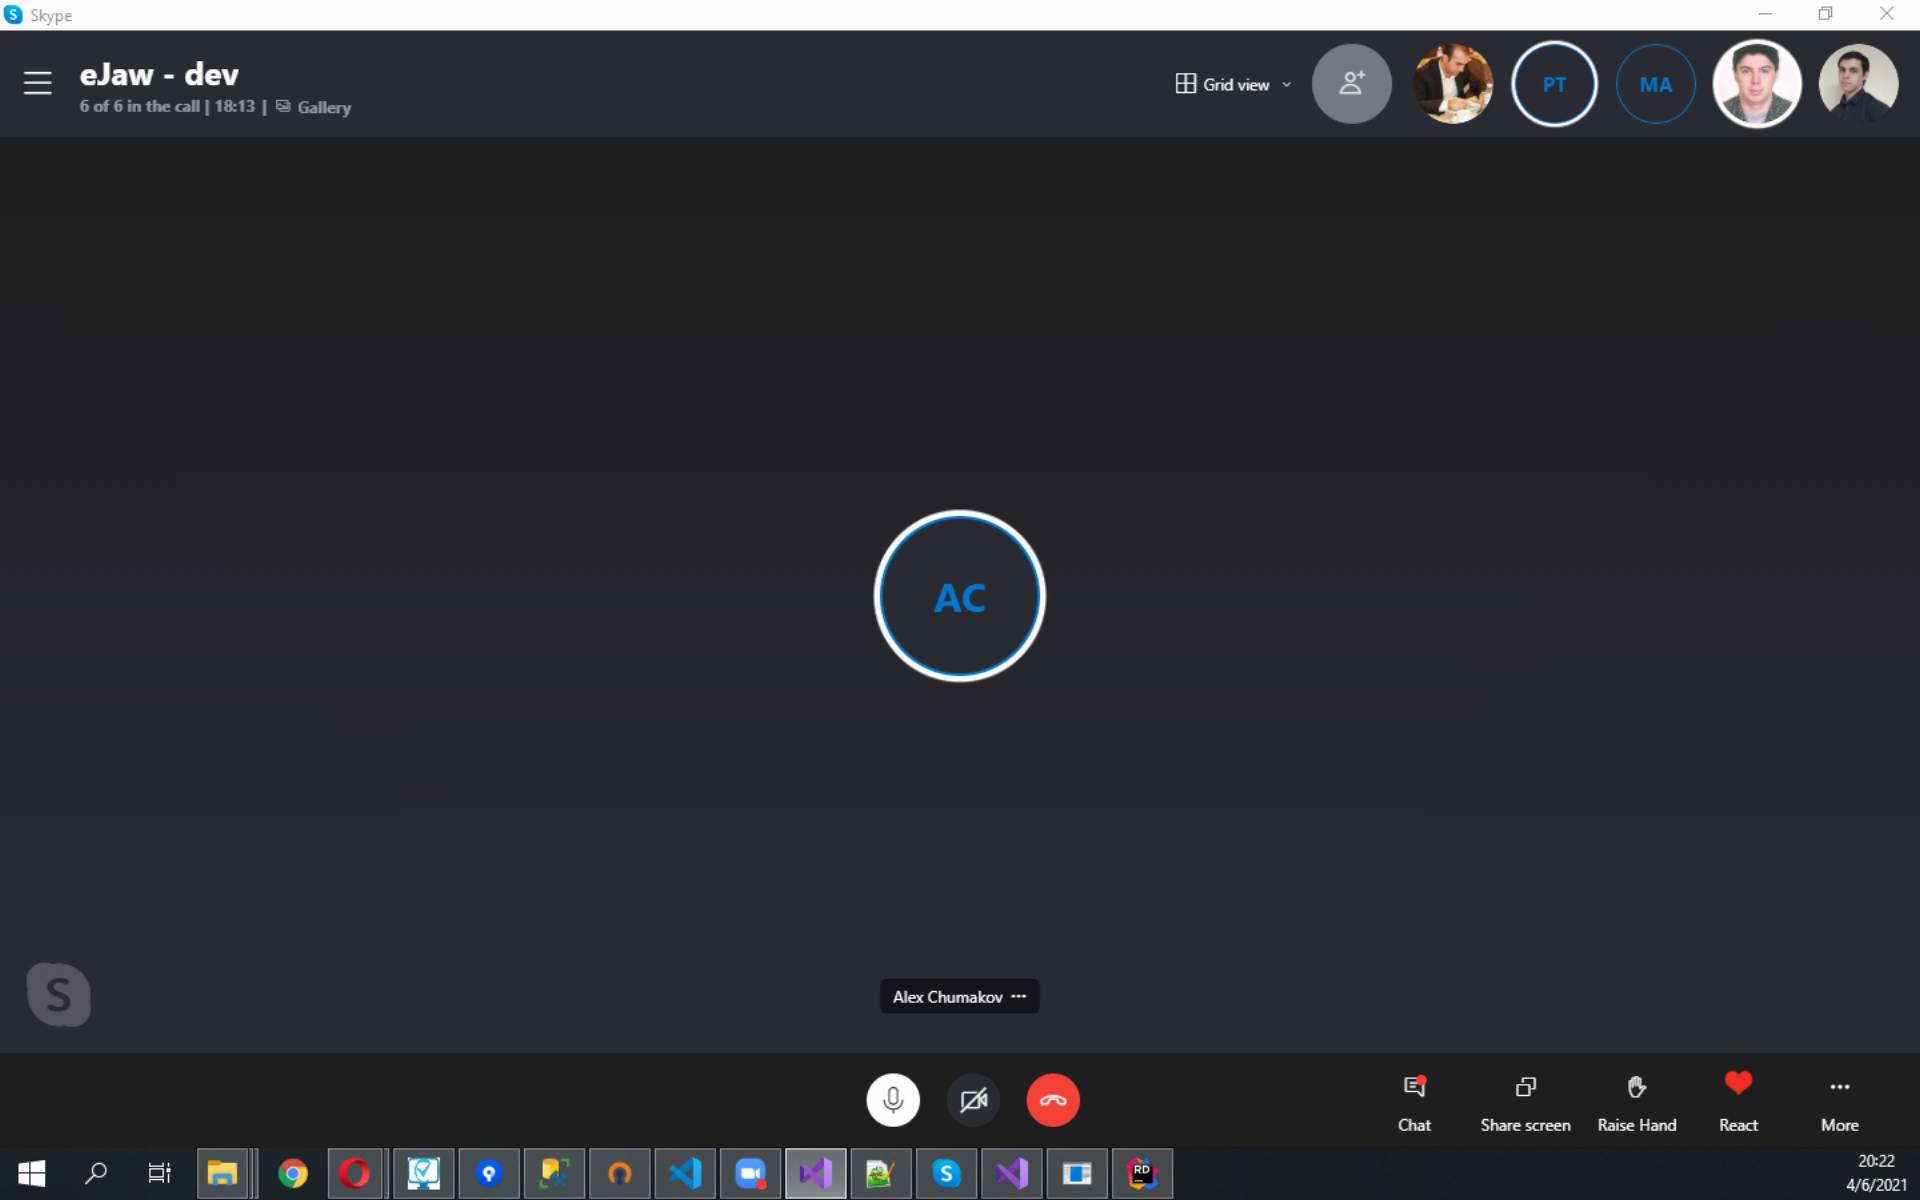 Skype
eJaw - dev
6 of 6 in the call | 18:13 | Gallery
Grid view
PT
MA
AC
S
Alex Chumakov
Chat
Share screen
Raise Hand
React
More
S
RD
20:22
4/6/2021